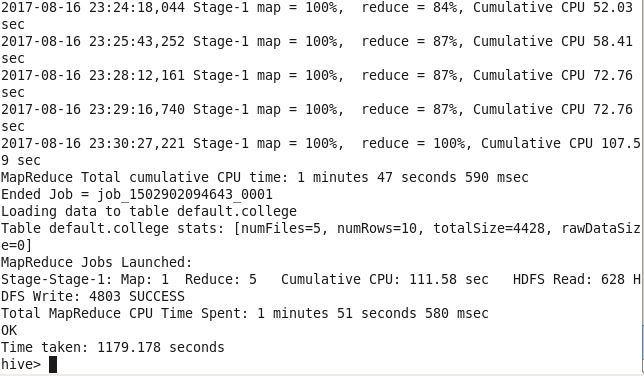 2017-08-16 23:24:18,044 Stage-1 map = 100%,  reduce = 84%, Cumulative CPU 52.03
sec
2017-08-16 23:25:43,252 Stage-1 map = 100%,  reduce = 87%, Cumulative CPU 58.41
sec
2017-08-16 23:28:12,161 Stage-1 map = 100%,  reduce = 87%, Cumulative CPU 72.76
sec
2017-08-16 23:29:16,740 Stage-1 map = 100%,  reduce = 87%, Cumulative CPU 72.76
sec
2017-08-16 23:30:27,221 Stage-1 map = 100%,  reduce = 100%, Cumulative CPU 107.5
9 sec
MapReduce Total cumulative CPU time: 1 minutes 47 seconds 590 msec
Ended Job = job_1502902094643_0001
Loading data to table default.college
Table default.college stats: [numFiles=5, numRows=10, totalSize=4428, rawDataSiz
e=0]
MapReduce Jobs Launched:
Stage-Stage-1: Map: 1  Reduce: 5   Cumulative CPU: 111.58 sec   HDFS Read: 628 H
DFS Write: 4803 SUCCESS
Total MapReduce CPU Time Spent: 1 minutes 51 seconds 580 msec
OK
Time taken: 1179.178 seconds
hive>